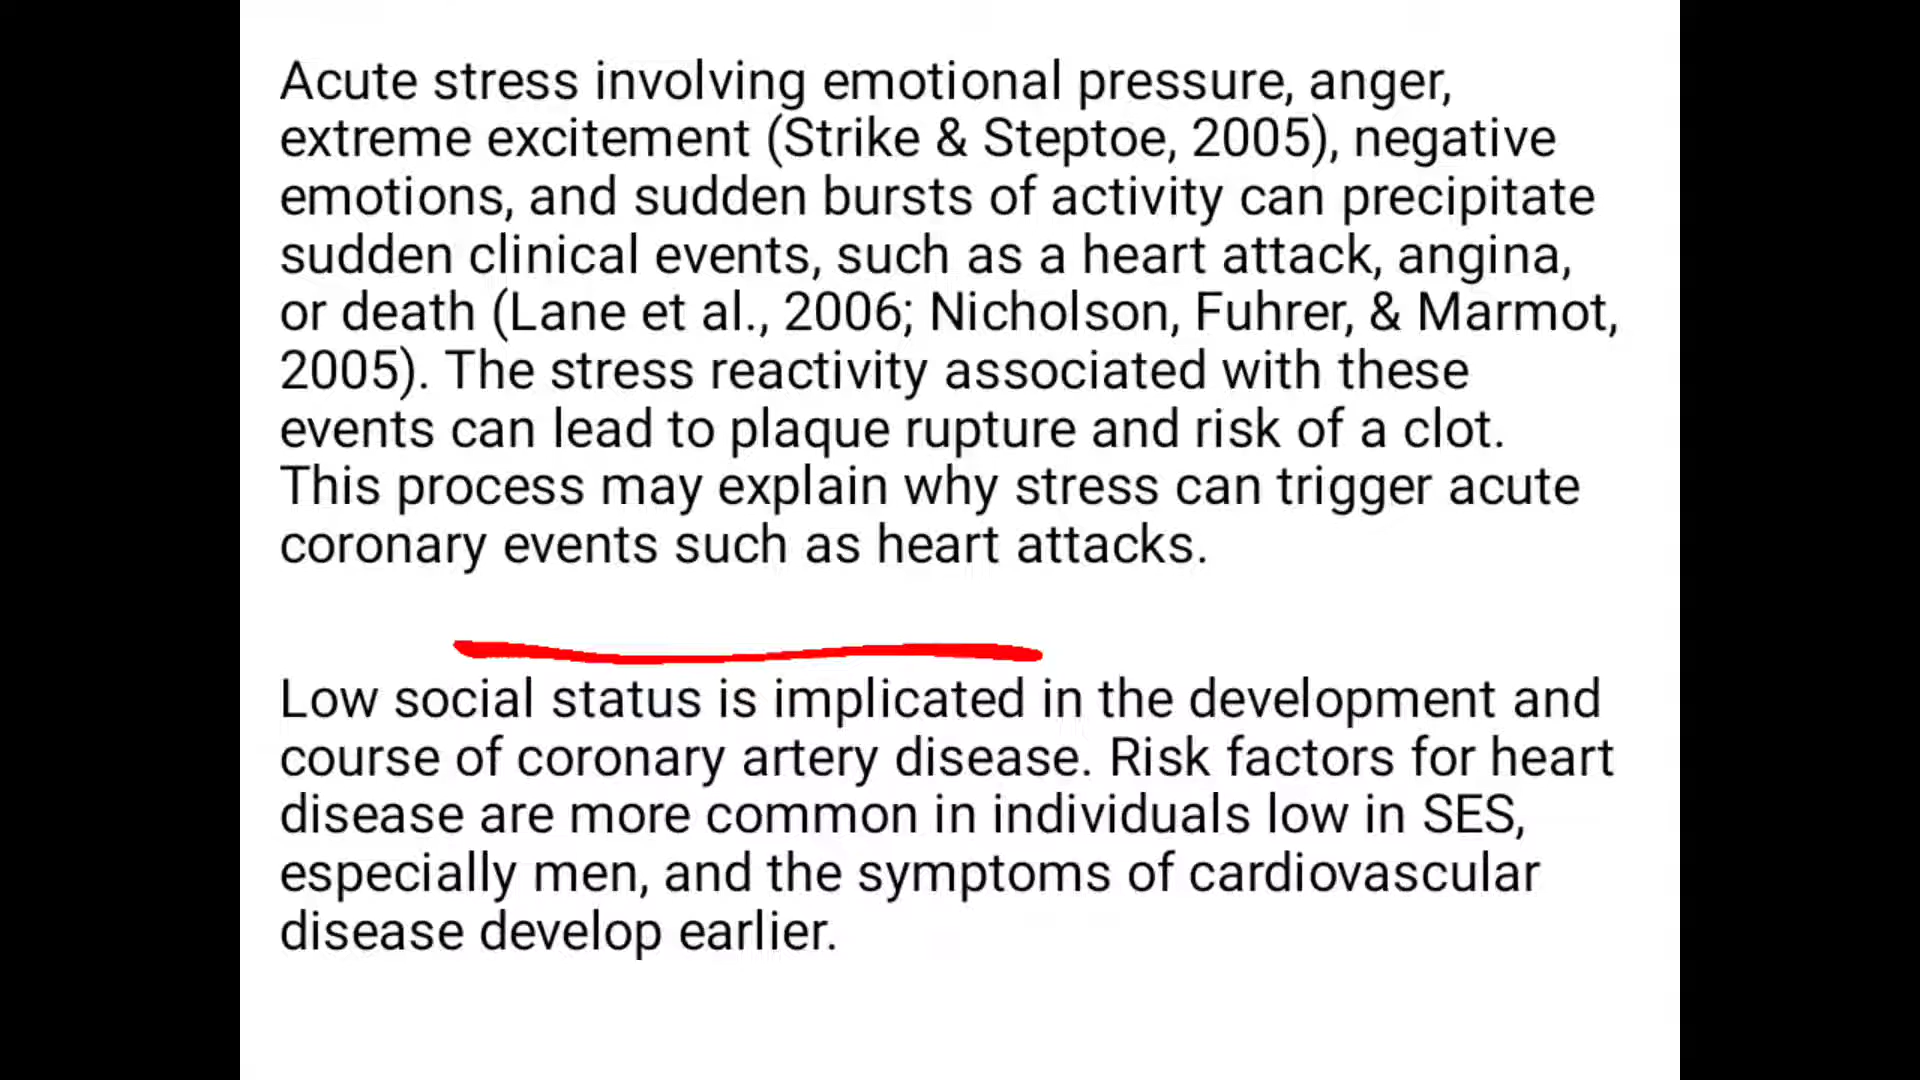 Acute stress involving emotional pressure, anger,
extreme excitement (Strike & Steptoe, 2005), negative
emotions, and sudden bursts of activity can precipitate
sudden clinical events, such as a heart attack, angina,
or death (Lane et al., 2006; Nicholson, Fuhrer, & Marmot,
2005). The stress reactivity associated with these
events can lead to plaque rupture and risk of a clot.
This process may explain why stress can trigger acute
coronary events such as heart attacks.
Low social status is implicated in the development and
course of coronary artery disease. Risk factors for heart
disease are more common in individuals low in SES,
especially men, and the symptoms of cardiovascular
disease develop earlier.